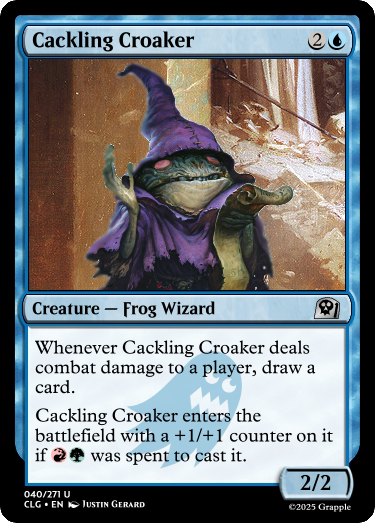 Cackling Croaker 2
Creature — Frog Wizard
Whenever Cackling Croaker deals
combat damage to a player, draw a
card.
Cackling Croaker enters the
battlefield with a +1/+1 counter on it
if was spent to cast it.
2/2
040/271 U
CLG • EN Justin Gerard
©2025 Grapple